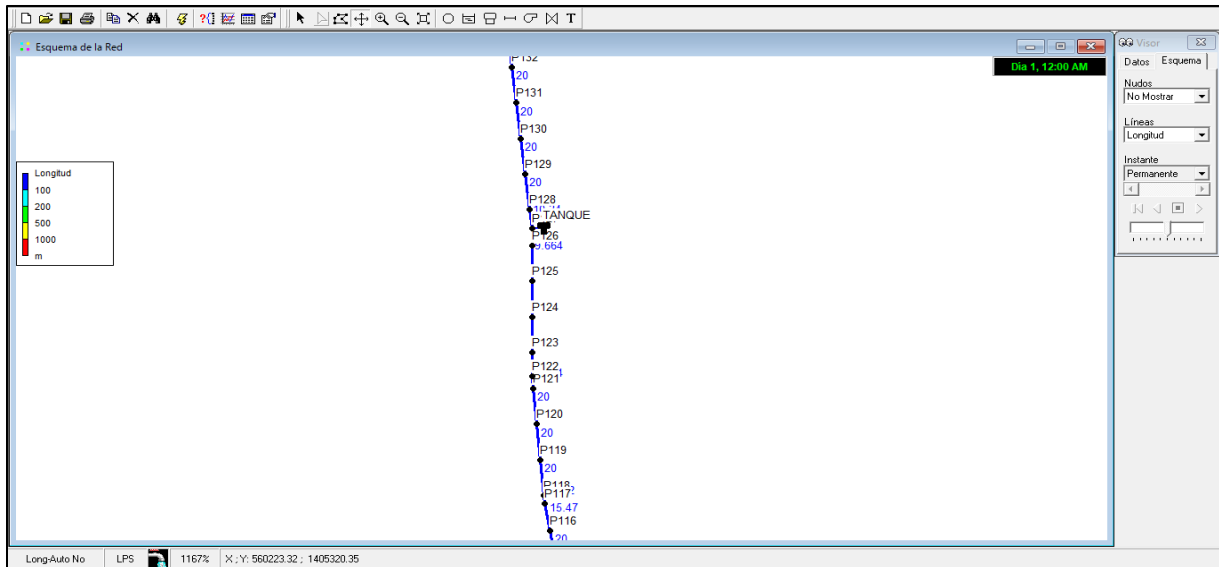 T
Esquema de la Red
Dia 1, 12:00 AM
Visor
Datos Esquema
Nudos
No Mostrar
Líneas
Longitud
Instante
Permanente
Longitud
100
200
500
1000
m
P132
20
P131
20
P130
20
P129
20
P128
TANQUE
P126
9.664
P125
P124
P123
P122
P121
20
P120
20
P119
20
P118
P117
15.47
P116
20
Long-Auto No LPS 1167% X ; Y: 560223.32 ; 1405320.35